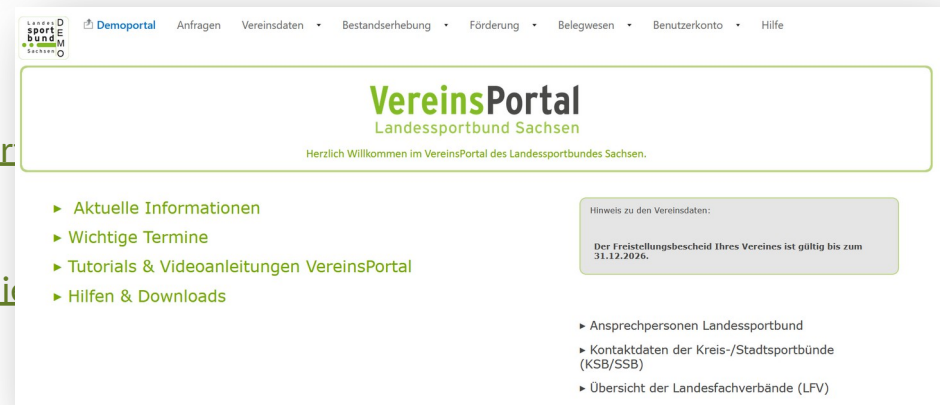 Landes
sport
bund
Sachsen
DEMO
Demoportal Anfragen Vereinsdaten Bestandserhebung Förderung Belegwesen Benutzerkonto Hilfe
VereinsPortal
Landessportbund Sachsen
Herzlich Willkommen im VereinsPortal des Landessportbundes Sachsen.
Aktuelle Informationen
Wichtige Termine
Tutorials & Videoanleitungen VereinsPortal
Hilfen & Downloads
Hinweis zu den Vereinsdaten:
Der Freistellungsbescheid Ihres Vereines ist gültig bis zum
31.12.2026.
Ansprechpersonen Landessportbund
Kontaktdaten der Kreis-/Stadtsportbünde
(KSB/SSB)
Übersicht der Landesfachverbände (LFV)